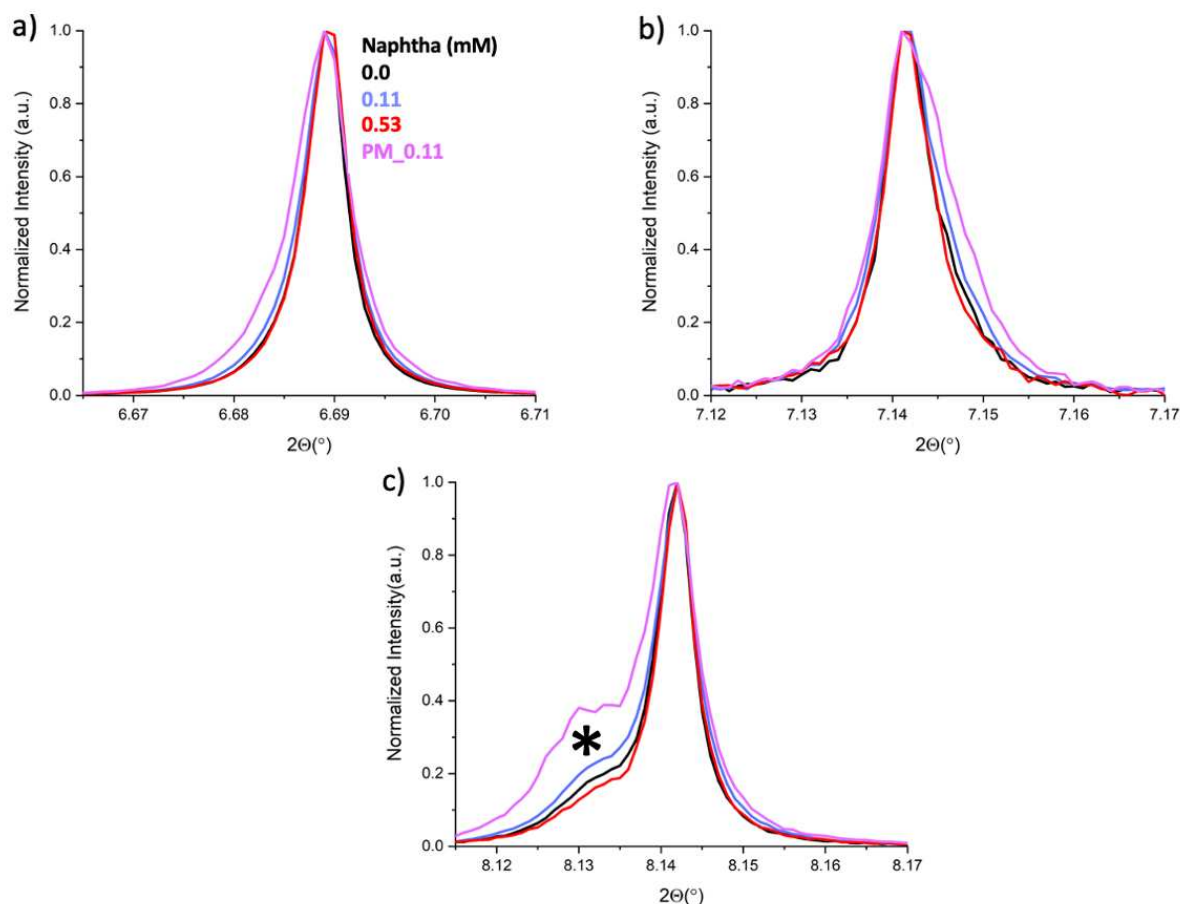 a)
Naphtha (mM)
0.0
0.11
0.53
PM_0.11
1.0
0.8
0.6
0.4
0.2
0.0
Normalized Intensity (a.u.)
6.67 6.68 6.69 6.70 6.71
2Θ(°)
b)
1.0
0.8
0.6
0.4
0.2
0.0
Normalized Intensity (a.u.)
7.12 7.13 7.14 7.15 7.16 7.17
2Θ(°)
c)
1.0
0.8
0.6
0.4
0.2
0.0
Normalized Intensity(a.u.)
*
8.12 8.13 8.14 8.15 8.16 8.17
2Θ(°)